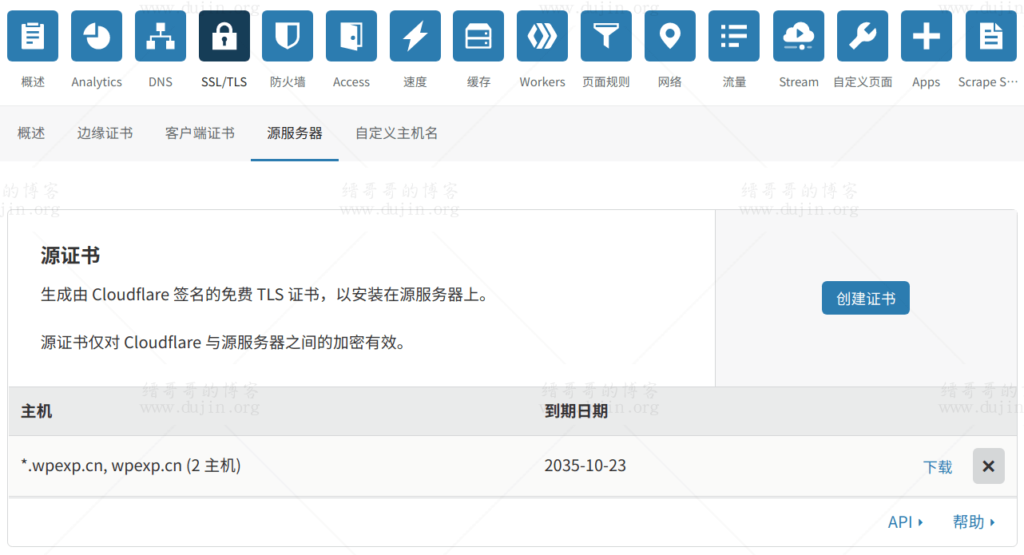 概述 Analytics DNS SSL/TLS 防火墙 Access 速度 缓存 Workers 页面规则 网络 流量 Stream 自定义页面 Apps Scrape S…
概述 边缘证书 客户端证书 源服务器 自定义主机名
缙哥哥的博客
www.dujin.org
源证书
生成由 Cloudflare 签名的免费 TLS 证书，以安装在源服务器上。
创建证书
源证书仅对 Cloudflare 与源服务器之间的加密有效。
主机 到期日期
*.wpexp.cn, wpexp.cn (2 主机) 2035-10-23 下载
API 帮助